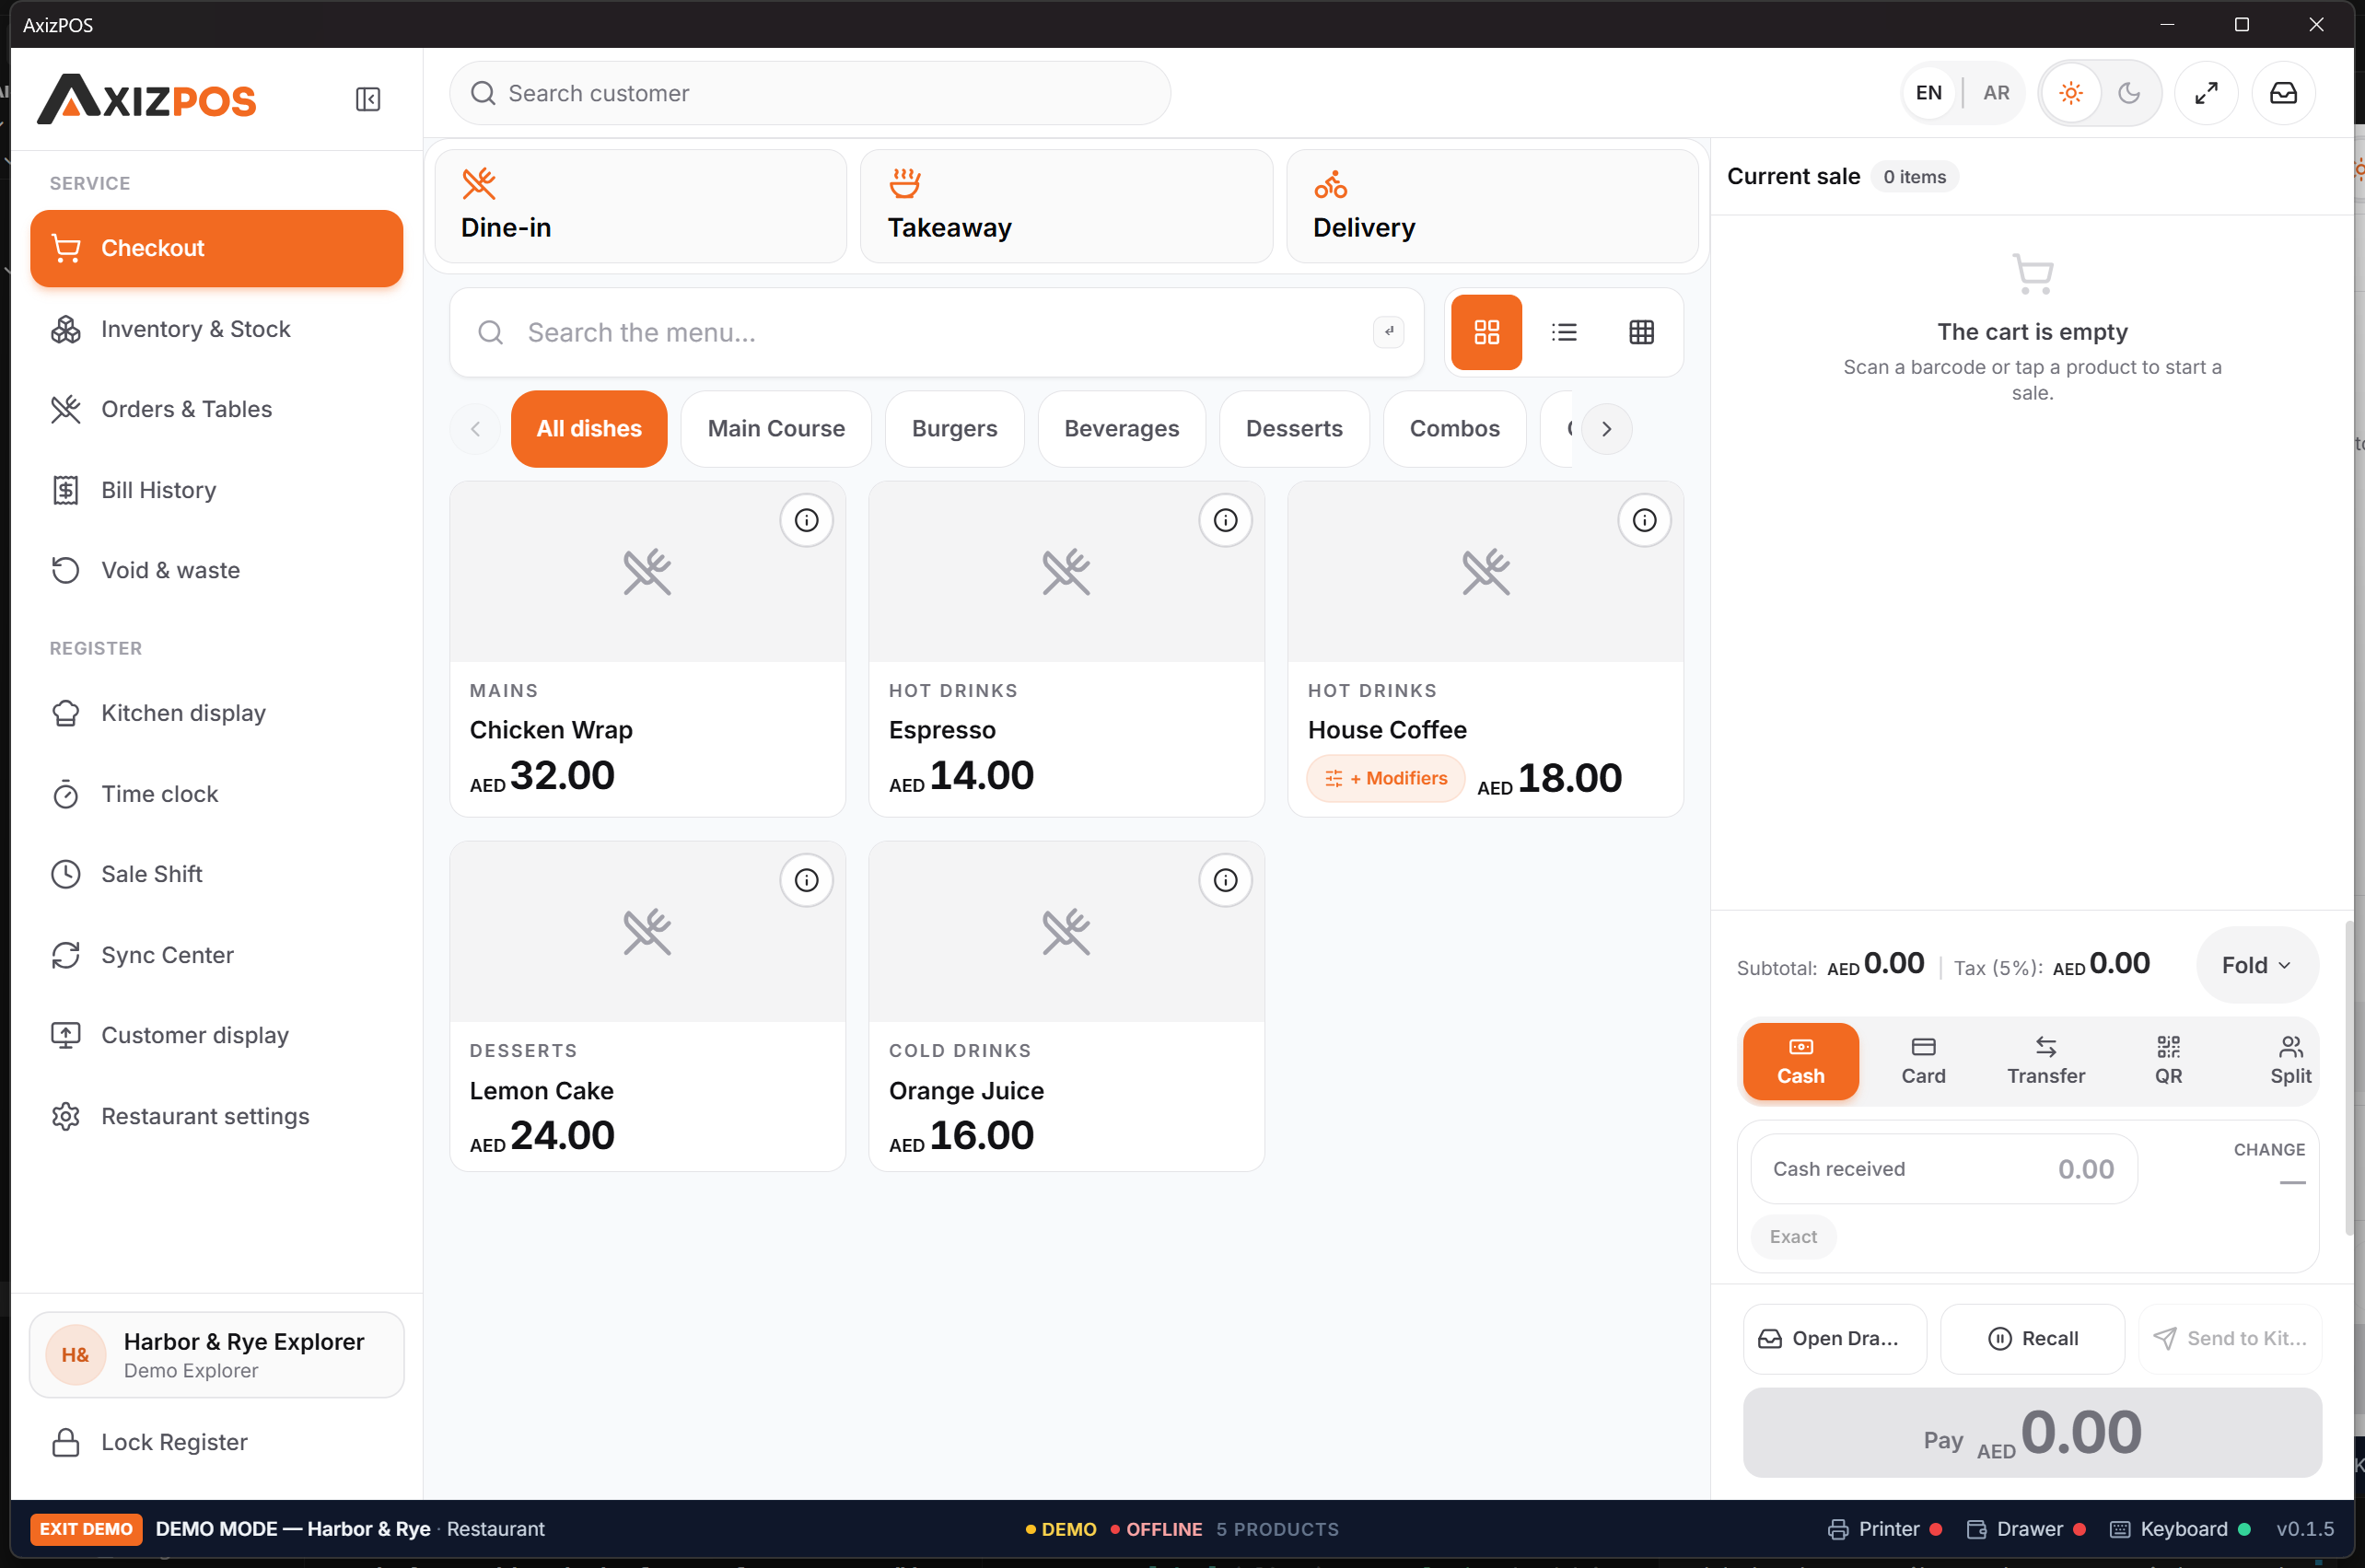 AxizPOS
AXIZPOS
Search customer
EN
AR
SERVICE
Checkout
Inventory & Stock
Orders & Tables
Bill History
Void & waste
REGISTER
Kitchen display
Time clock
Sale Shift
Sync Center
Customer display
Restaurant settings
H&
Harbor & Rye Explorer
Demo Explorer
Lock Register
Dine-in
Takeaway
Delivery
Search the menu...
All dishes
Main Course
Burgers
Beverages
Desserts
Combos
MAINS
Chicken Wrap
AED 32.00
HOT DRINKS
Espresso
AED 14.00
HOT DRINKS
House Coffee
+ Modifiers
AED 18.00
DESSERTS
Lemon Cake
AED 24.00
COLD DRINKS
Orange Juice
AED 16.00
Current sale
0 items
The cart is empty
Scan a barcode or tap a product to start a
sale.
Subtotal: AED 0.00 | Tax (5%): AED 0.00
Fold
Cash
Card
Transfer
QR
Split
Cash received
0.00
CHANGE
—
Exact
Open Dra...
Recall
Send to Kit...
Pay AED 0.00
EXIT DEMO
DEMO MODE — Harbor & Rye · Restaurant
DEMO
OFFLINE
5 PRODUCTS
Printer
Drawer
Keyboard
v0.1.5